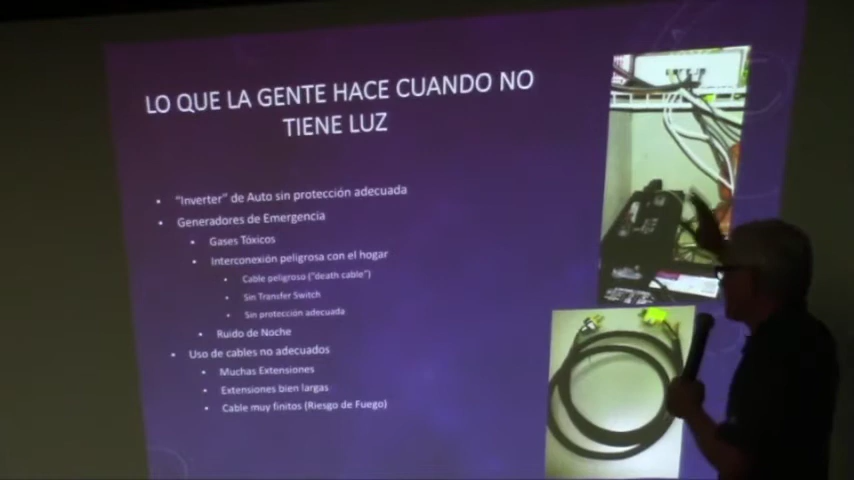 LO QUE LA GENTE HACE CUANDO NO
TIENE LUZ
• "Inverter" de Auto sin protección adecuada
• Generadores de Emergencia
• Gases Tóxicos
• Interconexión peligrosa con el hogar
• Cable peligroso ("death cable")
• Sin Transfer Switch
• Sin protección adecuada
• Ruido de Noche
• Uso de cables no adecuados
• Muchas Extensiones
• Extensiones bien largas
• Cable muy finitos (Riesgo de Fuego)